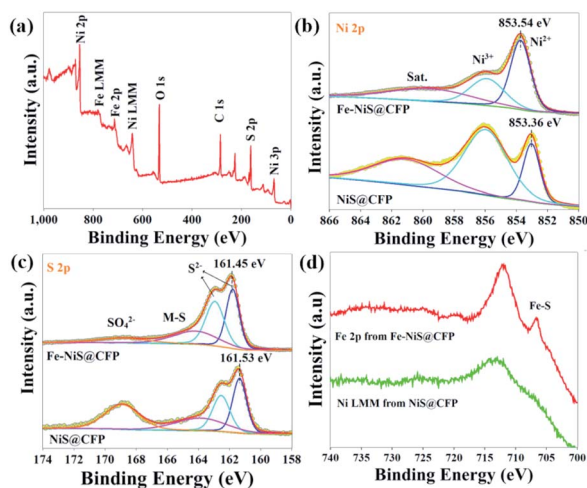 (a)
Ni 2p
Fe LMM
Fe 2p
Ni LMM
O 1s
C 1s
S 2p
Ni 3p
Intensity (a.u.)
1,000 800 600 400 200 0
Binding Energy (eV)
(b)
Ni 2p
853.54 eV
Ni³⁺
Ni²⁺
Sat.
Fe-NiS@CFP
853.36 eV
NiS@CFP
Intensity (a.u.)
866 864 862 860 858 856 854 852 850
Binding Energy (eV)
(c)
S 2p
161.45 eV
S²⁻
M-S
SO₄²⁻
Fe-NiS@CFP
161.53 eV
NiS@CFP
Intensity (a.u.)
174 172 170 168 166 164 162 160 158
Binding Energy (eV)
(d)
Fe-S
Fe 2p from Fe-NiS@CFP
Ni LMM from NiS@CFP
Intensity (a.u)
740 735 730 725 720 715 710 705 700
Binding Energy (eV)